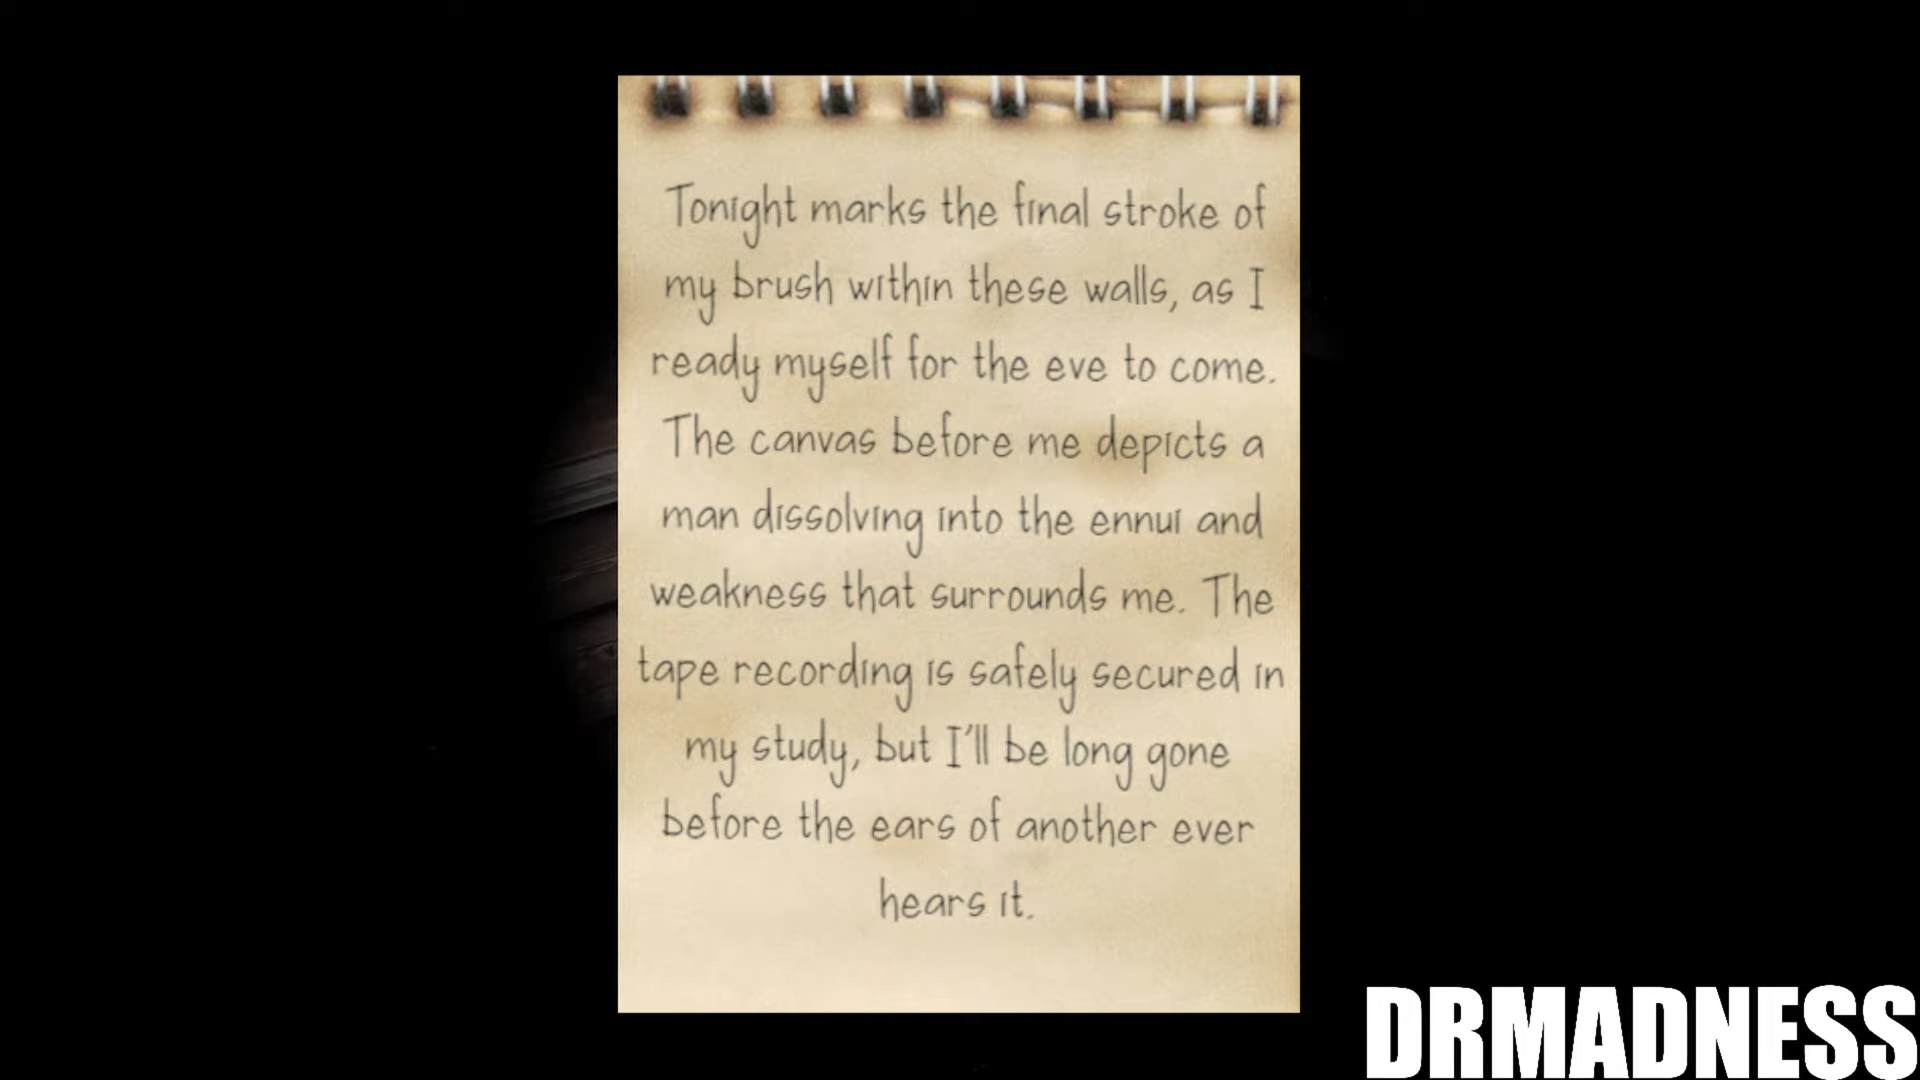 Tonight marks the final stroke of
my brush within these walls, as I
ready myself for the eve to come.
The canvas before me depicts a
man dissolving into the ennui and
weakness that surrounds me. The
tape recording is safely secured in
my study, but I'll be long gone
before the ears of another ever
hears it.
DRMADNESS